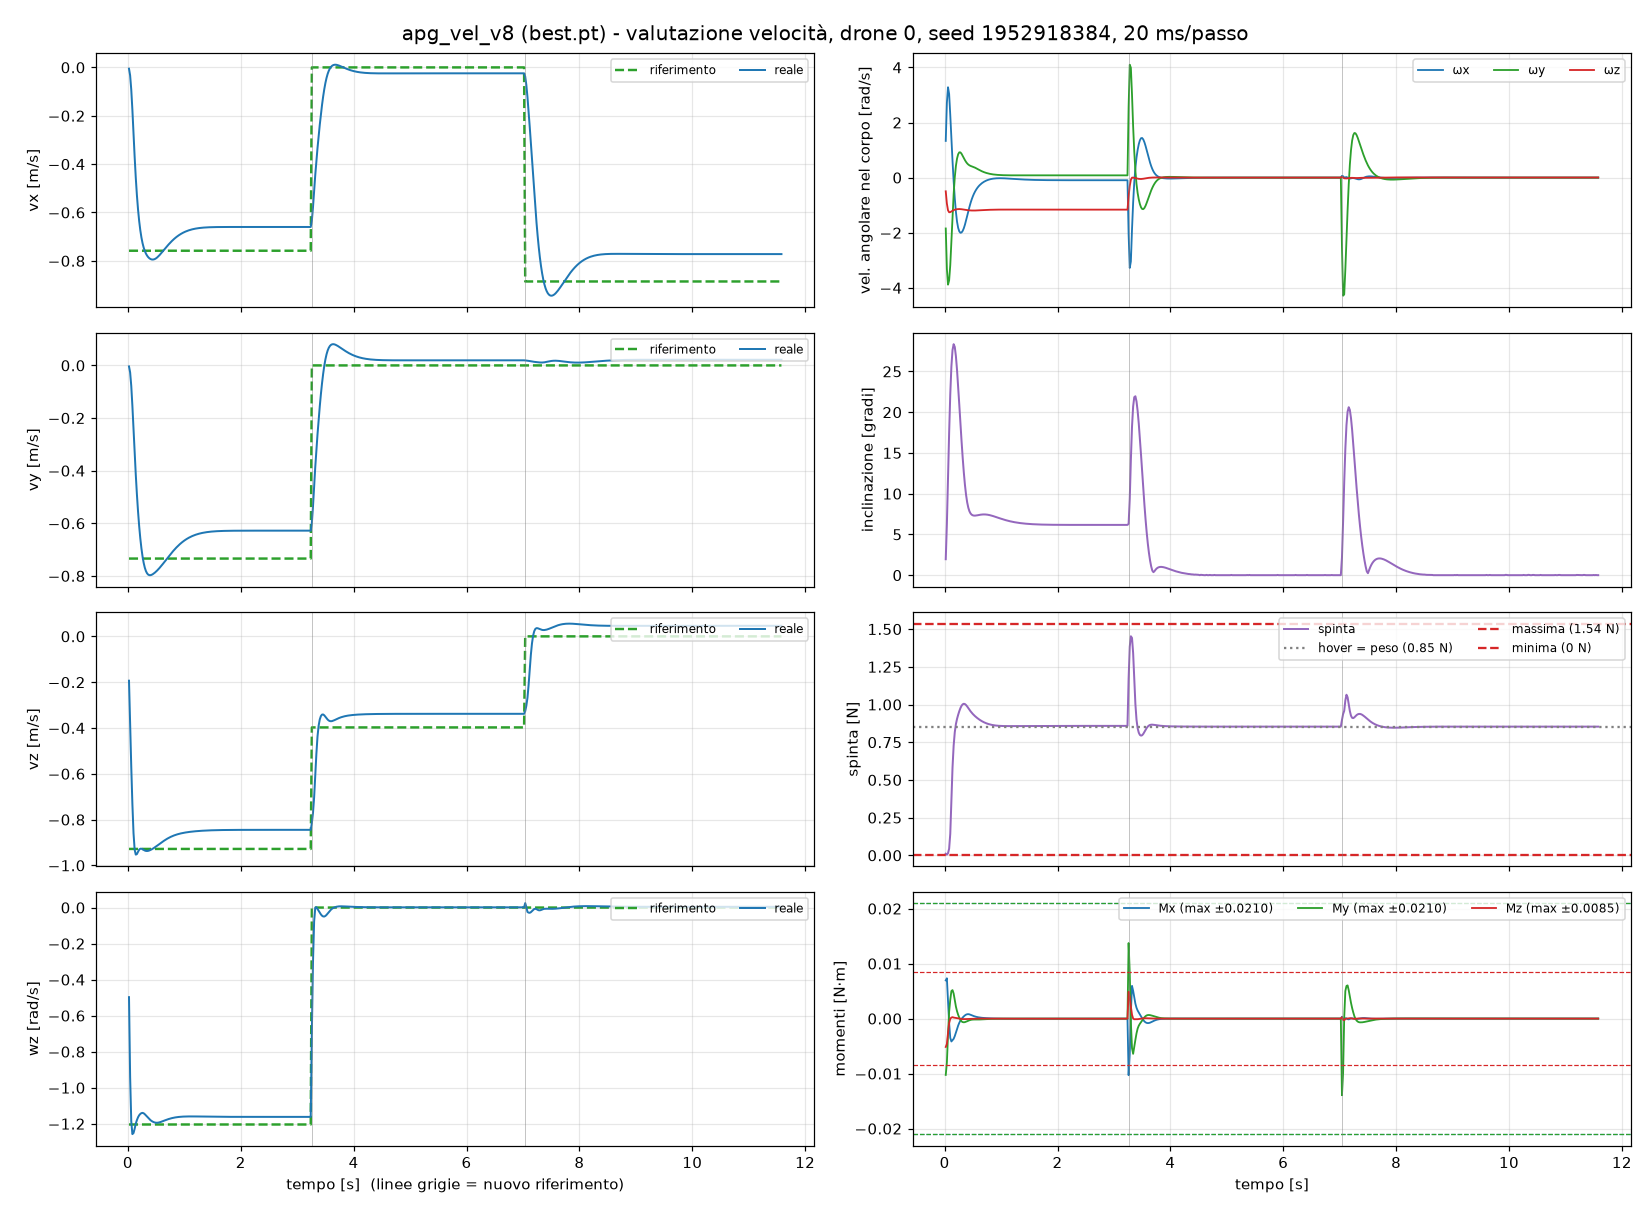 apg_vel_v8 (best.pt) - valutazione velocità, drone 0, seed 1952918384, 20 ms/passo
vx [m/s]
0.0
−0.2
−0.4
−0.6
−0.8
riferimento
reale
vel. angolare nel corpo [rad/s]
4
2
0
−2
−4
ωx
ωy
ωz
vy [m/s]
0.0
−0.2
−0.4
−0.6
−0.8
riferimento
reale
inclinazione [gradi]
25
20
15
10
5
0
vz [m/s]
0.0
−0.2
−0.4
−0.6
−0.8
−1.0
riferimento
reale
spinta [N]
1.50
1.25
1.00
0.75
0.50
0.25
0.00
spinta
hover = peso (0.85 N)
massima (1.54 N)
minima (0 N)
wz [rad/s]
0.0
−0.2
−0.4
−0.6
−0.8
−1.0
−1.2
riferimento
reale
0 2 4 6 8 10 12
tempo [s]  (linee grigie = nuovo riferimento)
momenti [N·m]
0.02
0.01
0.00
−0.01
−0.02
Mx (max ±0.0210)
My (max ±0.0210)
Mz (max ±0.0085)
0 2 4 6 8 10 12
tempo [s]